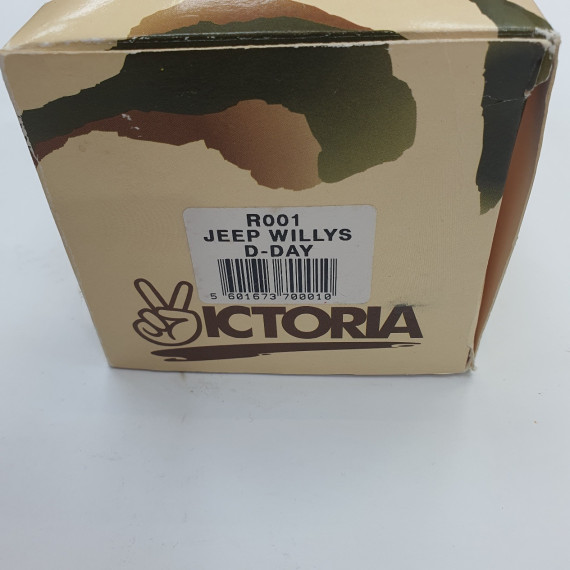 R001
JEEP WILLYS
D-DAY
5 601673 700010
VICTORIA